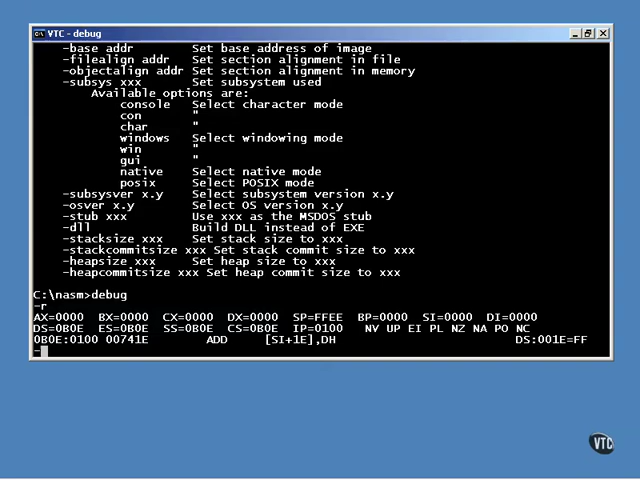 VTC - debug
-base addr Set base address of image
-filealign addr Set section alignment in file
-objectalign addr Set section alignment in memory
-subsys xxx Set subsystem used
Available options are:
console Select character mode
con "
char "
windows Select windowing mode
win "
gui "
native Select native mode
posix Select POSIX mode
-subsysver x.y Select subsystem version x.y
-osver x.y Select OS version x.y
-stub xxx Use xxx as the MSDOS stub
-dll Build DLL instead of EXE
-stacksize xxx Set stack size to xxx
-stackcommitsize xxx Set stack commit size to xxx
-heapsize xxx Set heap size to xxx
-heapcommitsize xxx Set heap commit size to xxx
C:\nasm>debug
-r
AX=0000 BX=0000 CX=0000 DX=0000 SP=FFEE BP=0000 SI=0000 DI=0000
DS=0B0E ES=0B0E SS=0B0E CS=0B0E IP=0100 NV UP EI PL NZ NA PO NC
0B0E:0100 00741E ADD [SI+1E],DH DS:001E=FF
-
VTC